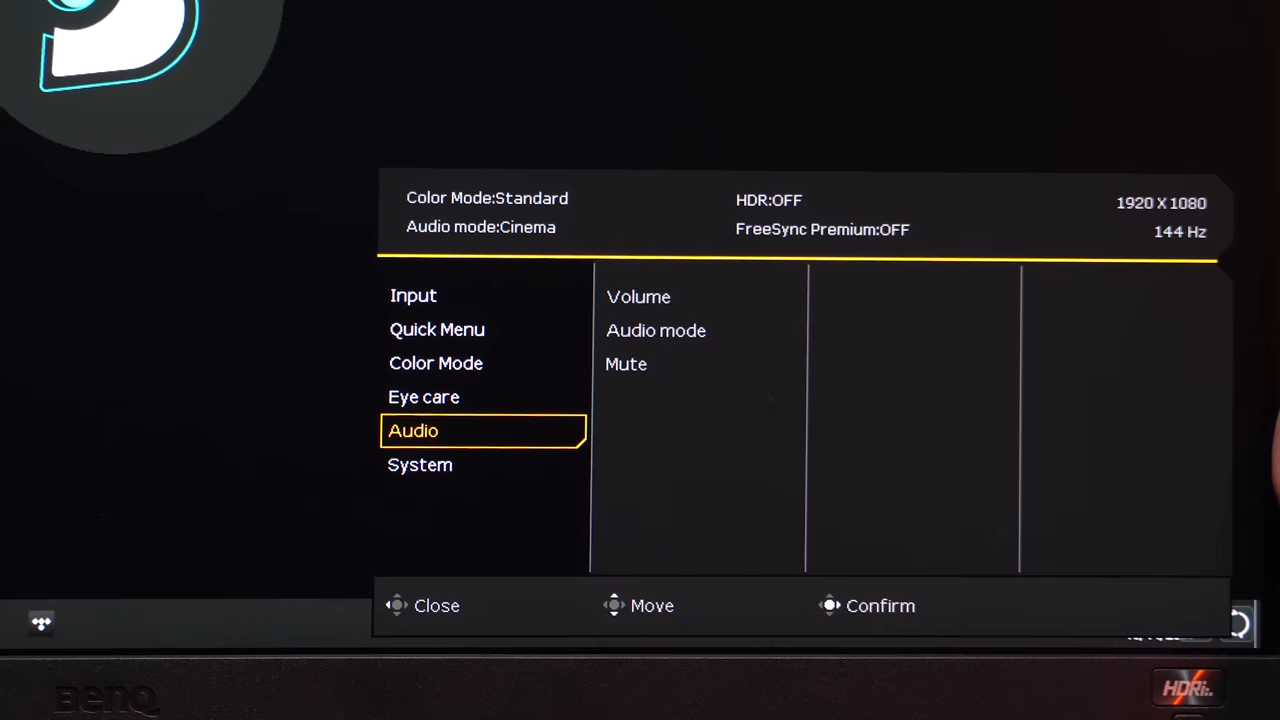 Color Mode:Standard
HDR:OFF
1920 X 1080
Audio mode:Cinema
FreeSync Premium:OFF
144 Hz
Input
Quick Menu
Color Mode
Eye care
Audio
System
Volume
Audio mode
Mute
Close
Move
Confirm
BenQ
HDRi